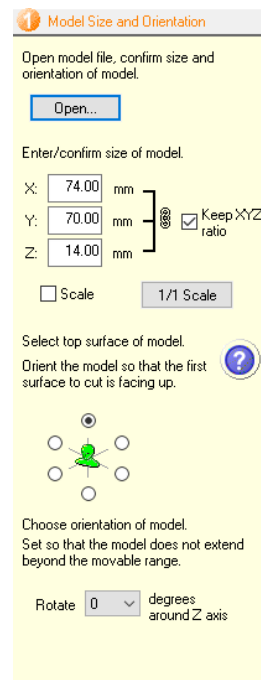 1 Model Size and Orientation
Open model file, confirm size and
orientation of model.
Open...
Enter/confirm size of model.
X: 74.00 mm
Y: 70.00 mm
Keep XYZ
ratio
Z: 14.00 mm
Scale 1/1 Scale
Select top surface of model.
Orient the model so that the first
surface to cut is facing up.
?
Choose orientation of model.
Set so that the model does not extend
beyond the movable range.
Rotate 0 degrees
around Z axis